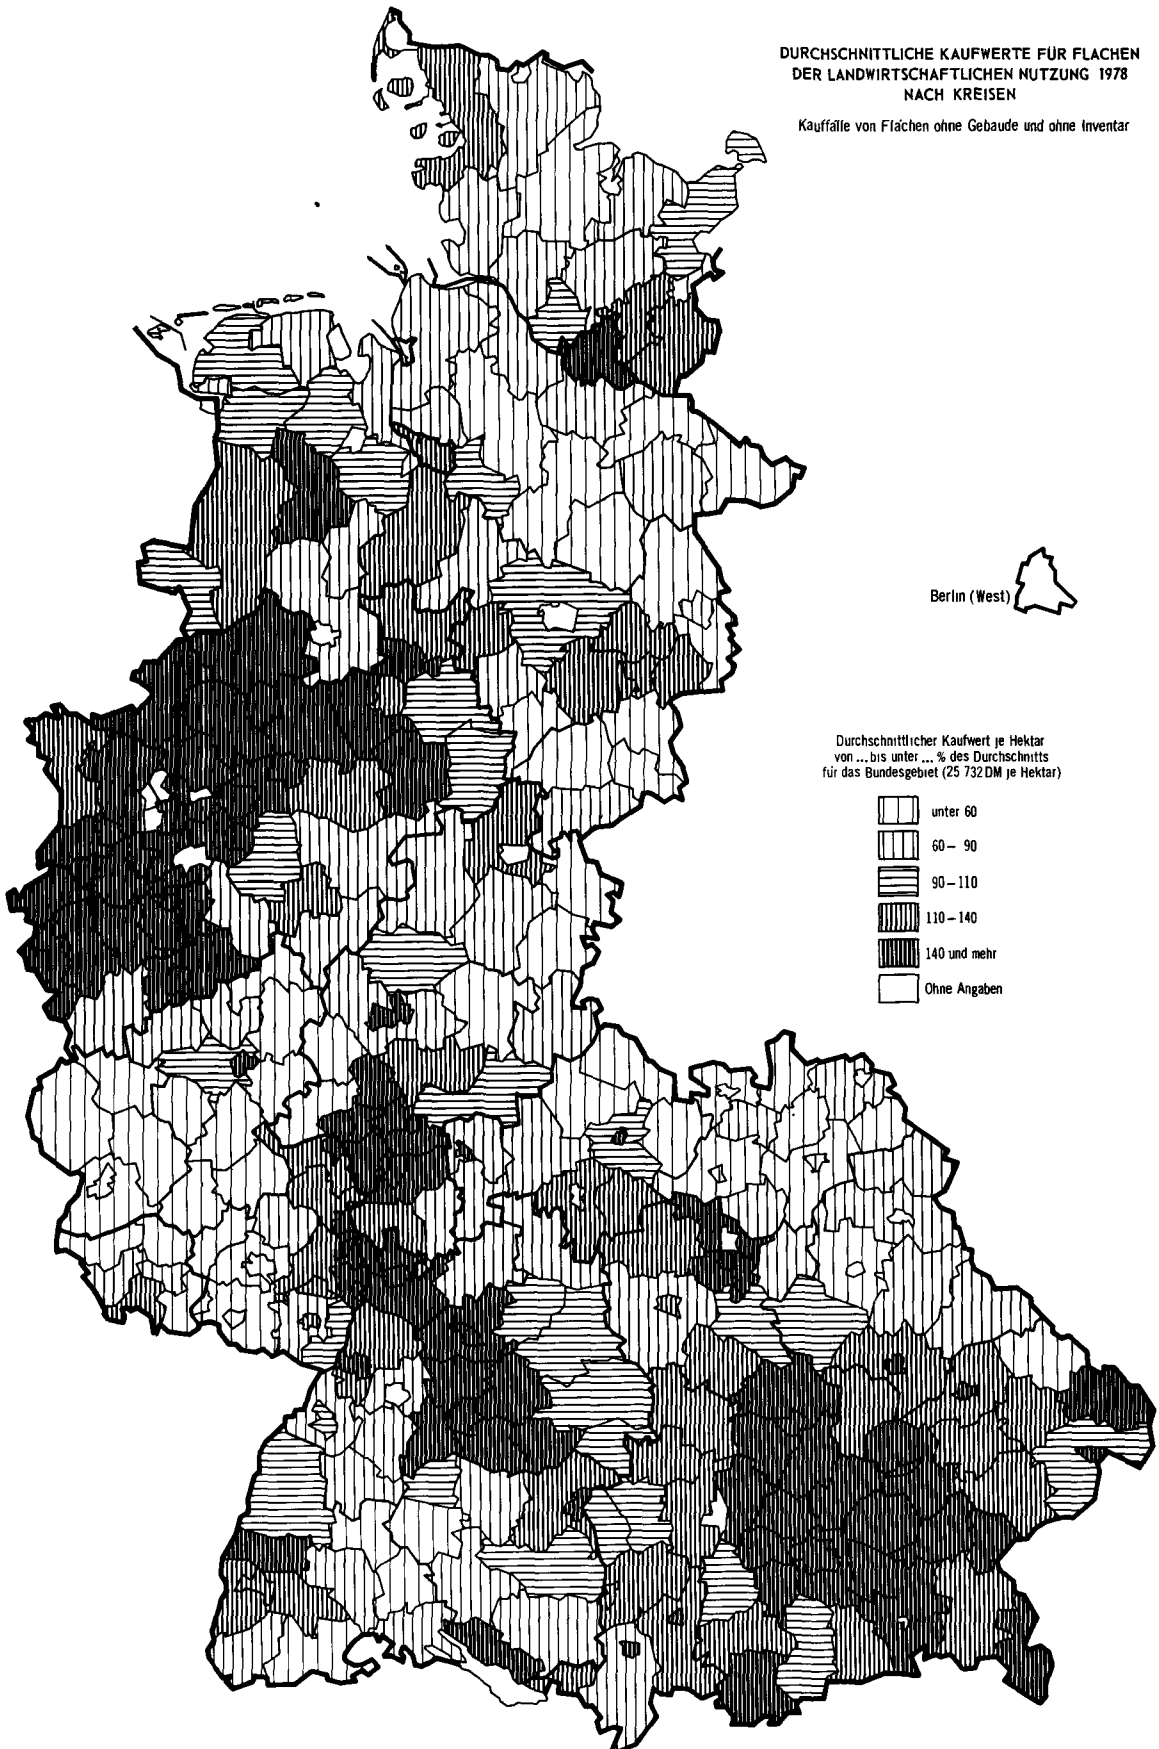 DURCHSCHNITTLICHE KAUFWERTE FÜR FLACHEN
DER LANDWIRTSCHAFTLICHEN NUTZUNG 1978
NACH KREISEN
Kauffälle von Flächen ohne Gebaude und ohne Inventar
Berlin (West)
Durchschnittlicher Kaufwert je Hektar
von ... bis unter ... % des Durchschnitts
für das Bundesgebiet (25 732 DM je Hektar)
unter 60
60 – 90
90 – 110
110 – 140
140 und mehr
Ohne Angaben